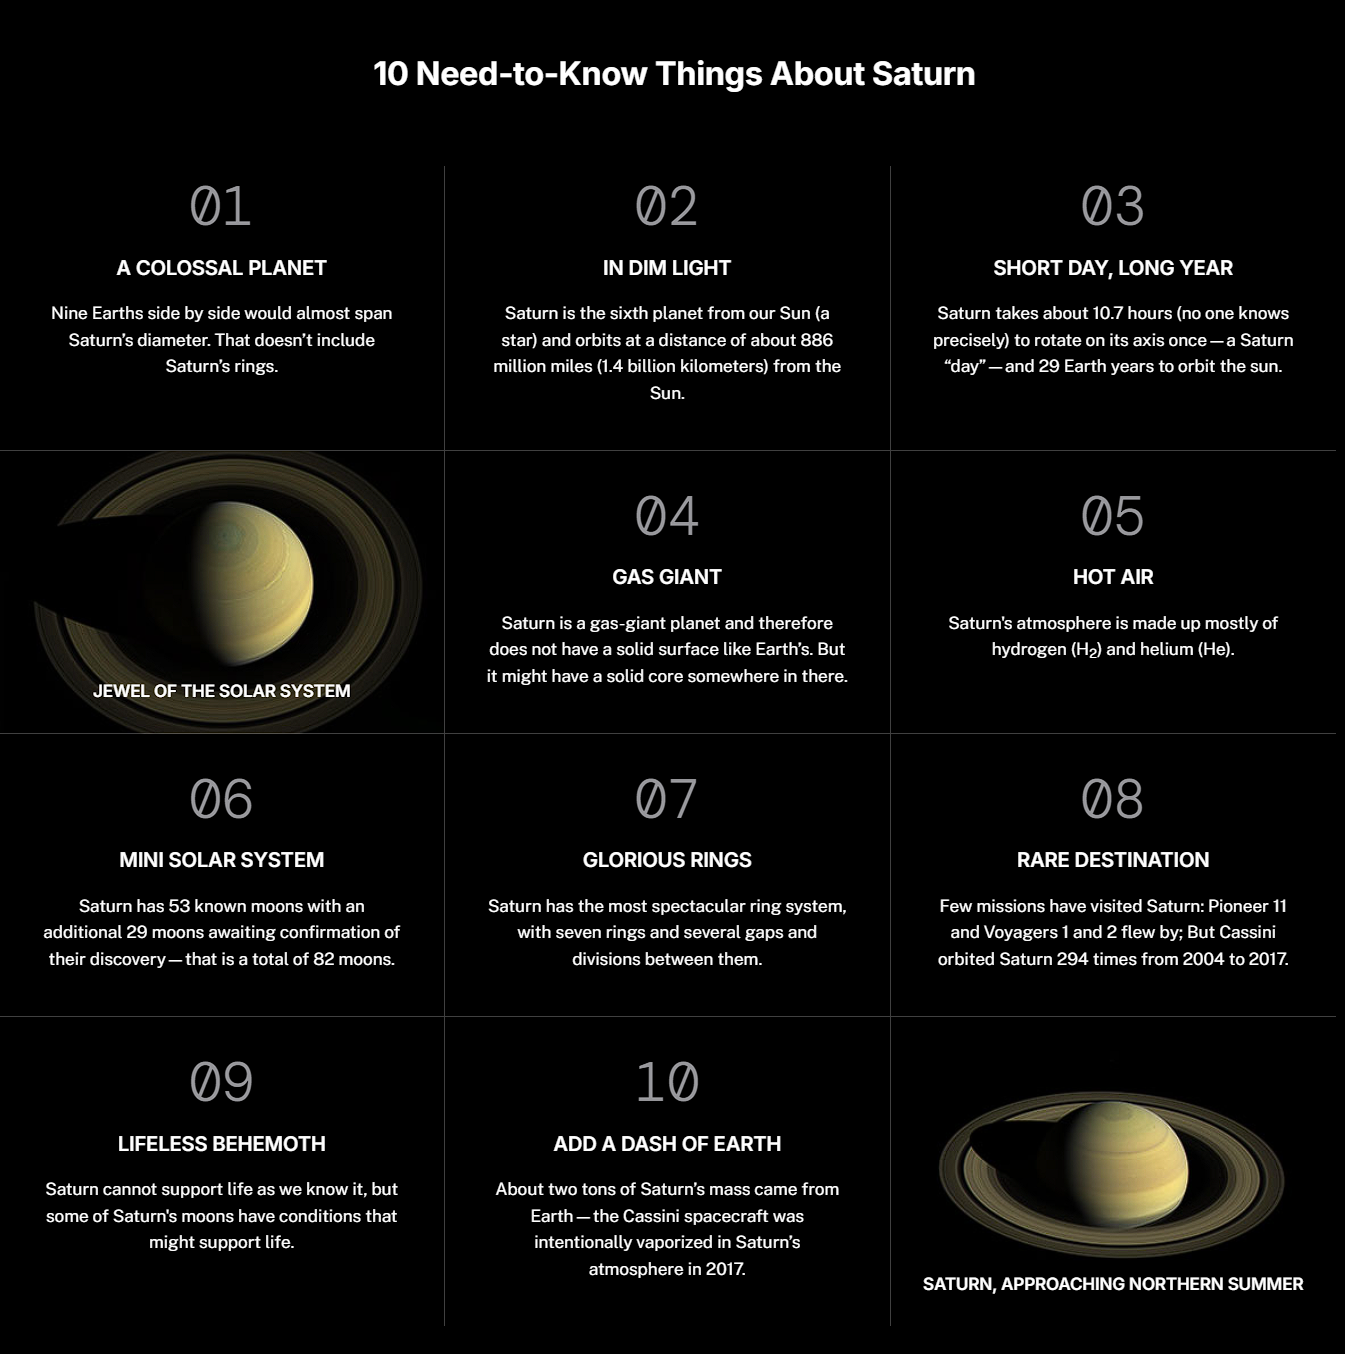 10 Need-to-Know Things About Saturn
01
A COLOSSAL PLANET
Nine Earths side by side would almost span
Saturn’s diameter. That doesn’t include
Saturn’s rings.
02
IN DIM LIGHT
Saturn is the sixth planet from our Sun (a
star) and orbits at a distance of about 886
million miles (1.4 billion kilometers) from the
Sun.
03
SHORT DAY, LONG YEAR
Saturn takes about 10.7 hours (no one knows
precisely) to rotate on its axis once—a Saturn
“day”—and 29 Earth years to orbit the sun.
JEWEL OF THE SOLAR SYSTEM
04
GAS GIANT
Saturn is a gas-giant planet and therefore
does not have a solid surface like Earth’s. But
it might have a solid core somewhere in there.
05
HOT AIR
Saturn's atmosphere is made up mostly of
hydrogen (H₂) and helium (He).
06
MINI SOLAR SYSTEM
Saturn has 53 known moons with an
additional 29 moons awaiting confirmation of
their discovery—that is a total of 82 moons.
07
GLORIOUS RINGS
Saturn has the most spectacular ring system,
with seven rings and several gaps and
divisions between them.
08
RARE DESTINATION
Few missions have visited Saturn: Pioneer 11
and Voyagers 1 and 2 flew by; But Cassini
orbited Saturn 294 times from 2004 to 2017.
09
LIFELESS BEHEMOTH
Saturn cannot support life as we know it, but
some of Saturn's moons have conditions that
might support life.
10
ADD A DASH OF EARTH
About two tons of Saturn’s mass came from
Earth—the Cassini spacecraft was
intentionally vaporized in Saturn’s
atmosphere in 2017.
SATURN, APPROACHING NORTHERN SUMMER